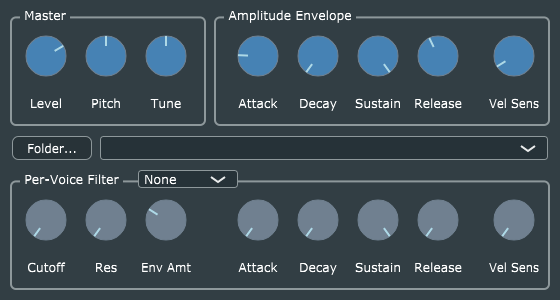 Master
Amplitude Envelope
Level Pitch Tune
Attack Decay Sustain Release Vel Sens
Folder...
Per-Voice Filter None
Cutoff Res Env Amt Attack Decay Sustain Release Vel Sens